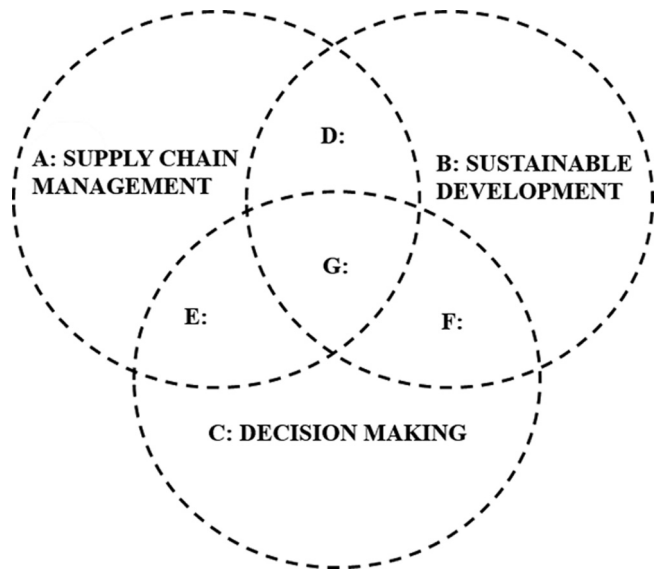 D:
A: SUPPLY CHAIN
MANAGEMENT
B: SUSTAINABLE
DEVELOPMENT
G:
E:
F:
C: DECISION MAKING